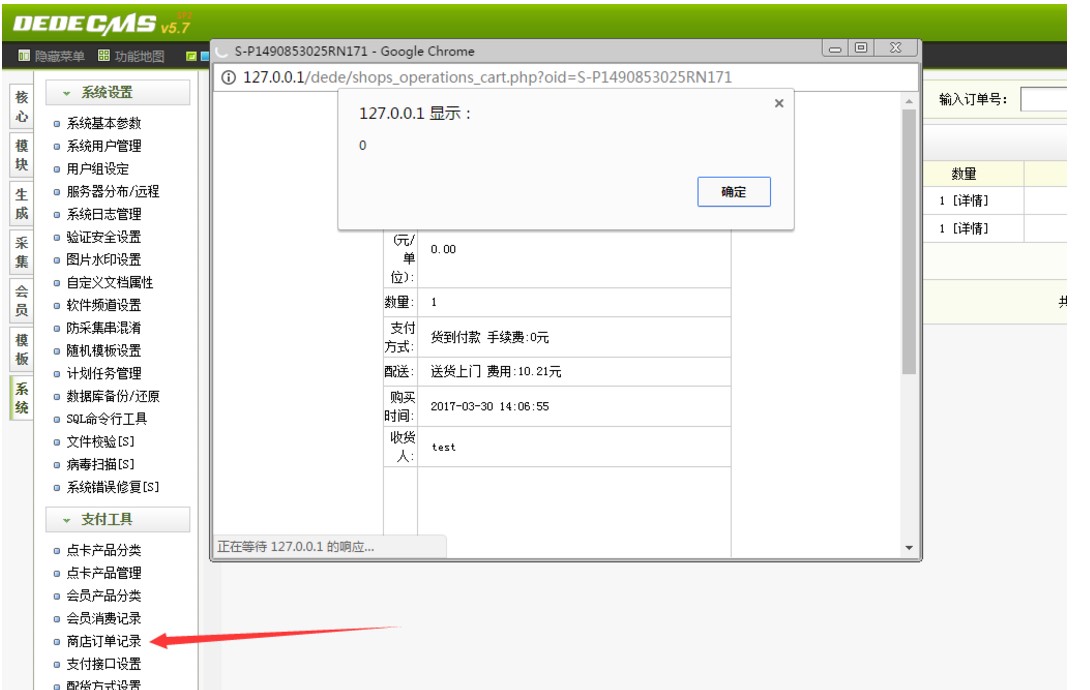 DEDECMS v5.7 SP2
隐藏菜单 功能地图
核心
模块
生成
采集
会员
模板
系统
系统设置
系统基本参数
系统用户管理
用户组设定
服务器分布/远程
系统日志管理
验证安全设置
图片水印设置
自定义文档属性
软件频道设置
防采集串混淆
随机模板设置
计划任务管理
数据库备份/还原
SQL命令行工具
文件校验[S]
病毒扫描[S]
系统错误修复[S]
支付工具
点卡产品分类
点卡产品管理
会员产品分类
会员消费记录
商店订单记录
支付接口设置
配货方式设置
S-P1490853025RN171 - Google Chrome
127.0.0.1/dede/shops_operations_cart.php?oid=S-P1490853025RN171
127.0.0.1 显示：
0
确定
(元/单位): 0.00
数量: 1
支付方式: 货到付款 手续费:0元
配送: 送货上门 费用:10.21元
购买时间: 2017-03-30 14:06:55
收货人: test
正在等待 127.0.0.1 的响应...
输入订单号：
数量
1 [详情]
1 [详情]
共